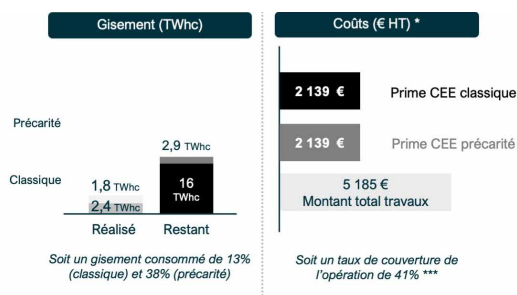 Gisement (TWhc)
Précarité
Classique
2,9 TWhc
1,8 TWhc
2,4 TWhc
16
TWhc
Réalisé
Restant
Soit un gisement consommé de 13%
(classique) et 38% (précarité)
Coûts (€ HT) *
2 139 €
Prime CEE classique
2 139 €
Prime CEE précarité
5 185 €
Montant total travaux
Soit un taux de couverture de
l'opération de 41% ***